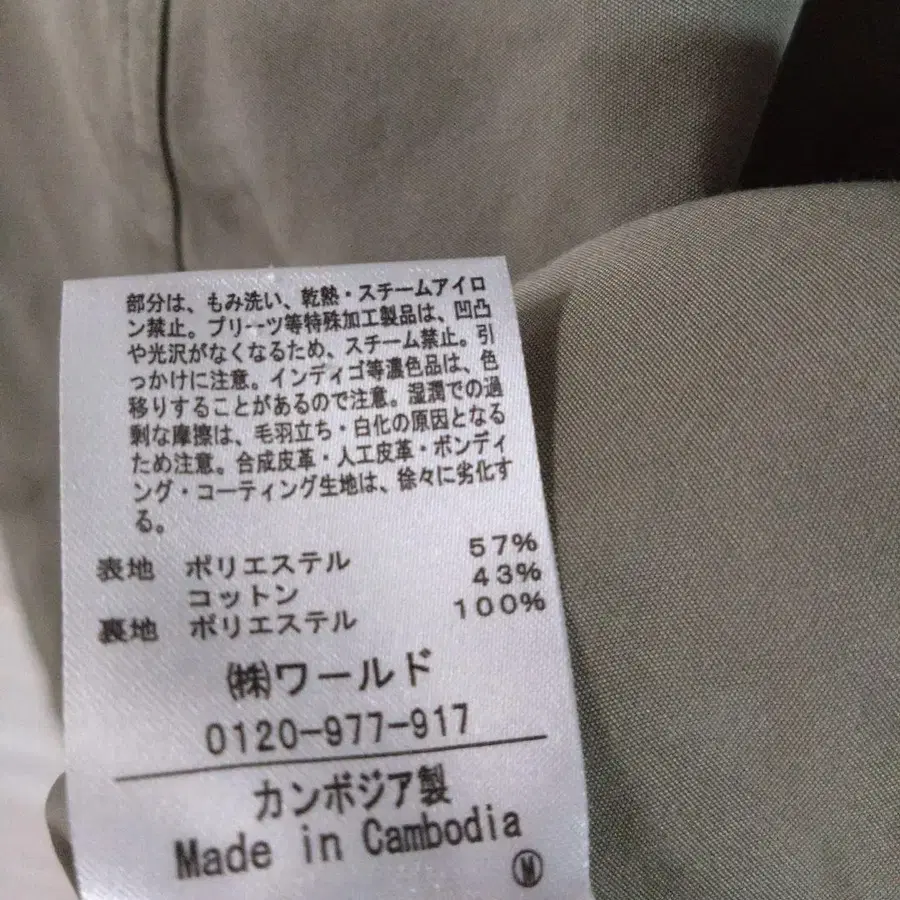 部分は、もみ洗い、乾熱・スチームアイロ
ン禁止。プリーツ等特殊加工製品は、凹凸
や光沢がなくなるため、スチーム禁止。引
っかけに注意。インディゴ等濃色品は、色
移りすることがあるので注意。湿潤での過
剰な摩擦は、毛羽立ち・白化の原因となる
ため注意。合成皮革・人工皮革・ボンディ
ング・コーティング生地は、徐々に劣化す
る。
表地 ポリエステル 57%
コットン 43%
裏地 ポリエステル 100%
㈱ワールド
0120-977-917
カンボジア製
Made in Cambodia
Ⓜ